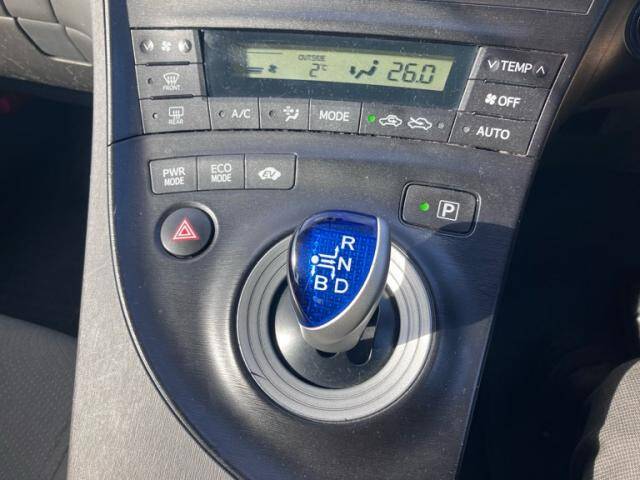 OUTSIDE
2°C 26.0
TEMP
FRONT
OFF
REAR
A/C
MODE
AUTO
PWR MODE
ECO MODE
EV
P
R
N
B D